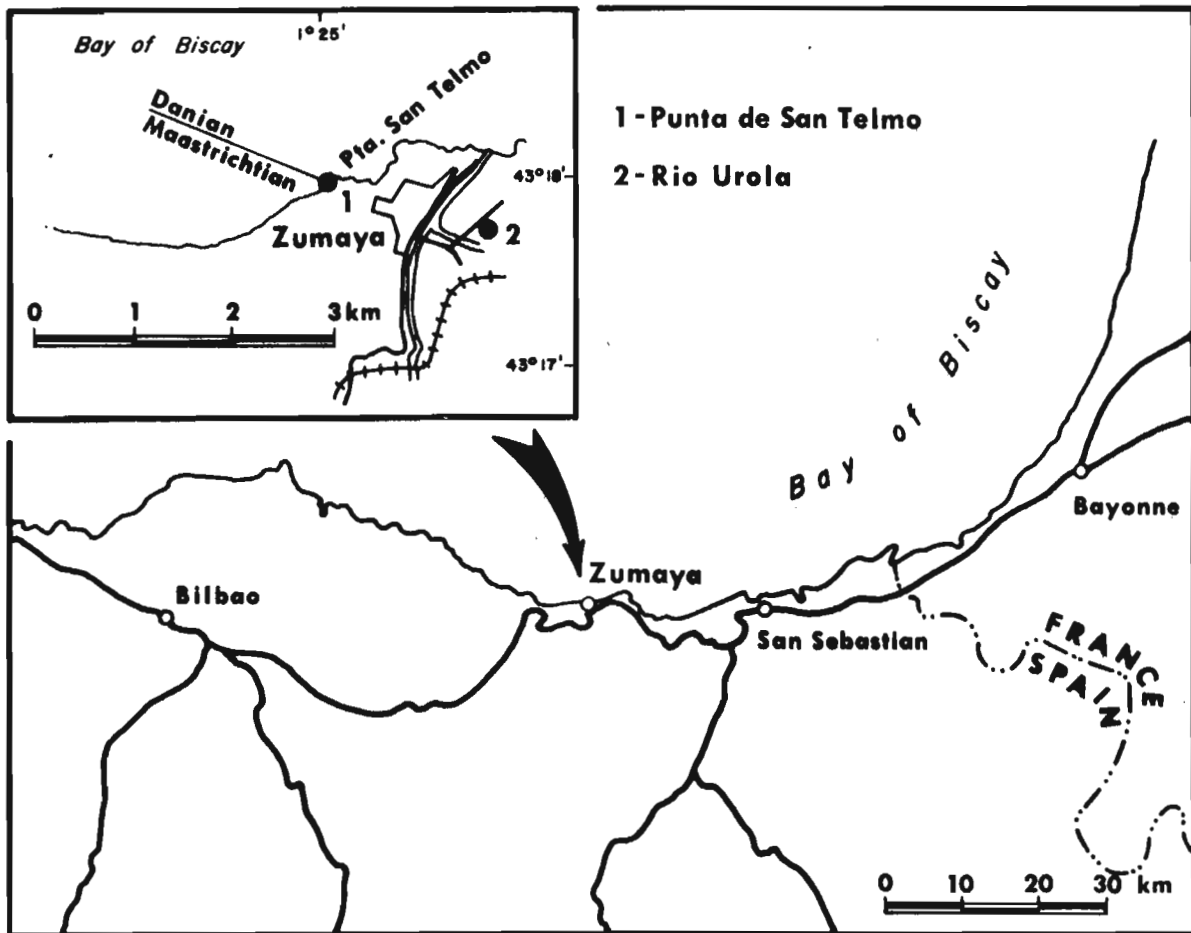 1°25'
Bay of Biscay
Pta. San Telmo
Danian
Maastrichtian
43°18'
1
Zumaya
2
0 1 2 3km
43°17'
1-Punta de San Telmo
2-Rio Urola
Bay of Biscay
Bayonne
Zumaya
Bilbao
San Sebastian
FRANCE
SPAIN
0 10 20 30 km